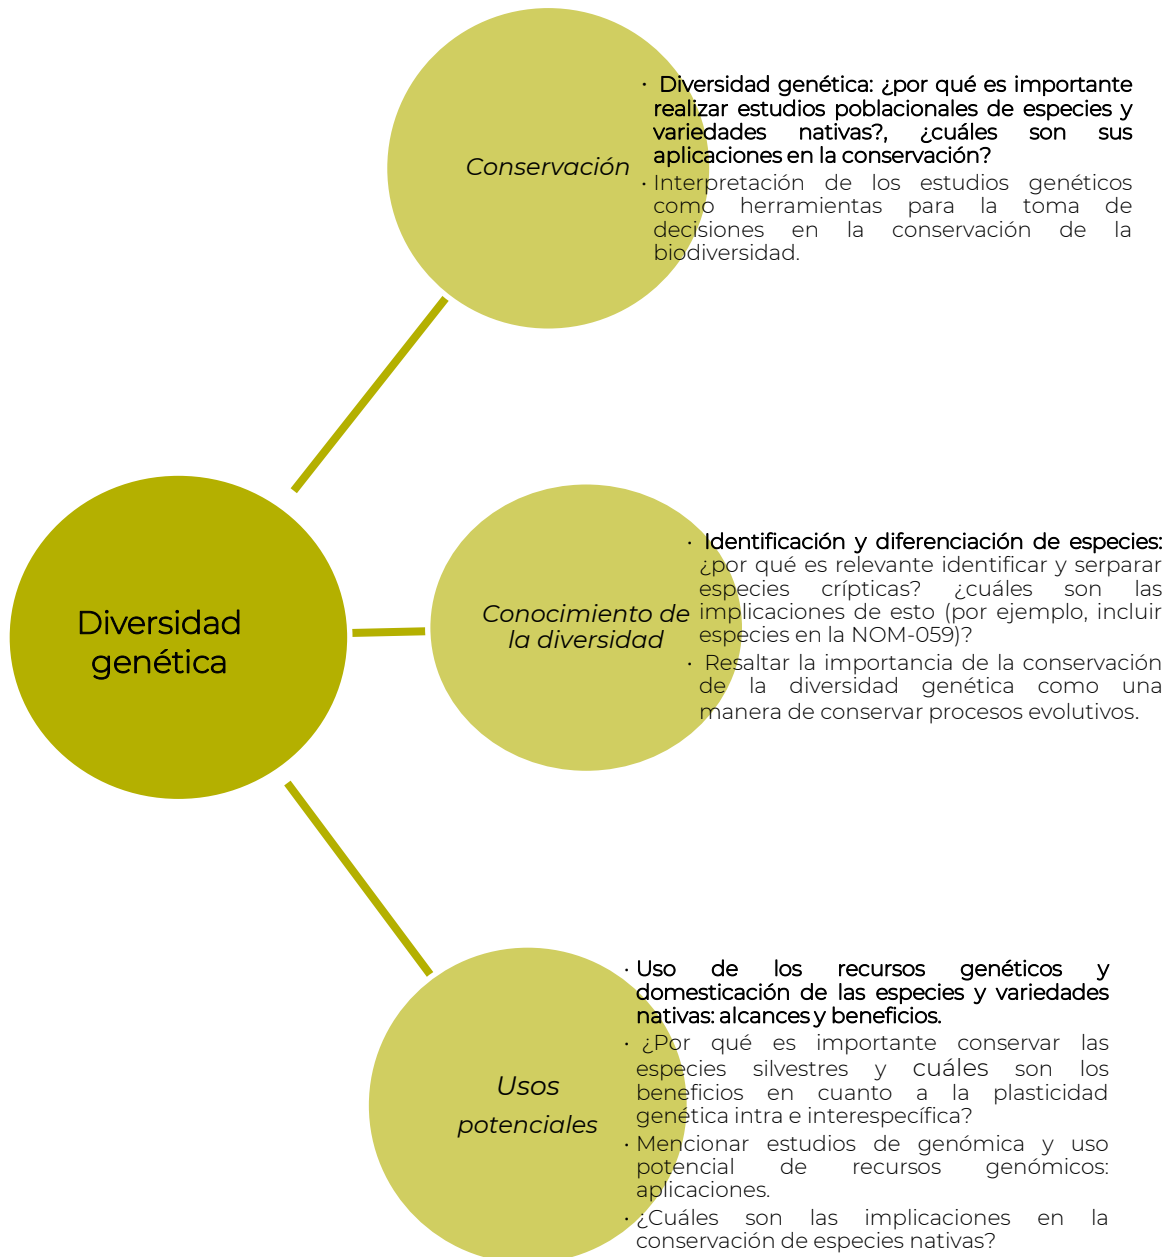 Conservación
· Diversidad genética: ¿por qué es importante
realizar estudios poblacionales de especies y
variedades nativas?, ¿cuáles son sus
aplicaciones en la conservación?
· Interpretación de los estudios genéticos
como herramientas para la toma de
decisiones en la conservación de la
biodiversidad.
Diversidad
genética
Conocimiento de
la diversidad
· Identificación y diferenciación de especies:
¿por qué es relevante identificar y serparar
especies crípticas? ¿cuáles son las
implicaciones de esto (por ejemplo, incluir
especies en la NOM-059)?
· Resaltar la importancia de la conservación
de la diversidad genética como una
manera de conservar procesos evolutivos.
Usos
potenciales
· Uso de los recursos genéticos y
domesticación de las especies y variedades
nativas: alcances y beneficios.
· ¿Por qué es importante conservar las
especies silvestres y cuáles son los
beneficios en cuanto a la plasticidad
genética intra e interespecífica?
· Mencionar estudios de genómica y uso
potencial de recursos genómicos:
aplicaciones.
· ¿Cuáles son las implicaciones en la
conservación de especies nativas?